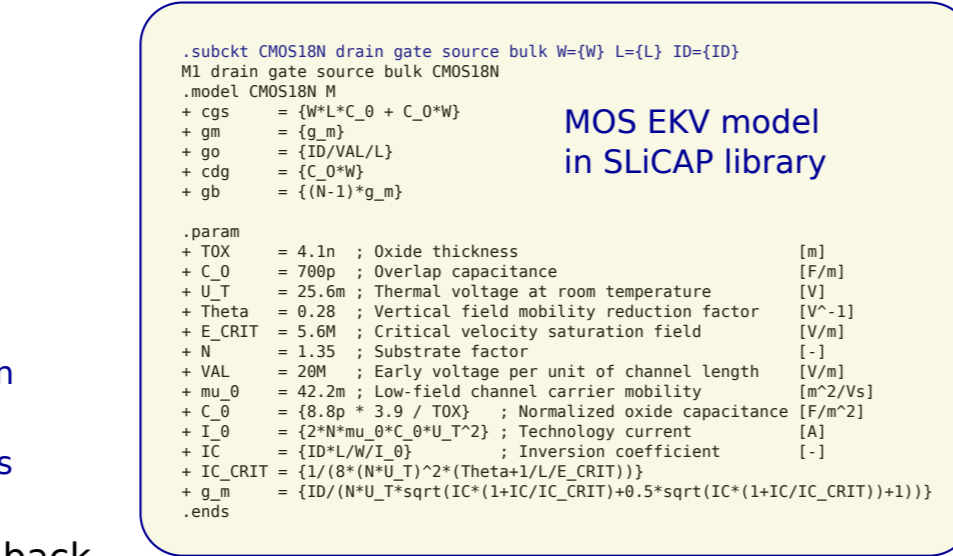 .subckt CMOS18N drain gate source bulk W={W} L={L} ID={ID}
M1 drain gate source bulk CMOS18N
.model CMOS18N M
+ cgs     = {W*L*C_0 + C_O*W}
+ gm      = {g_m}
+ go      = {ID/VAL/L}
+ cdg     = {C_O*W}
+ gb      = {(N-1)*g_m}
MOS EKV model
in SLiCAP library
.param
+ TOX     = 4.1n  ; Oxide thickness                            [m]
+ C_O     = 700p  ; Overlap capacitance                        [F/m]
+ U_T     = 25.6m ; Thermal voltage at room temperature        [V]
+ Theta   = 0.28  ; Vertical field mobility reduction factor   [V^-1]
+ E_CRIT  = 5.6M  ; Critical velocity saturation field         [V/m]
+ N       = 1.35  ; Substrate factor                           [-]
+ VAL     = 20M   ; Early voltage per unit of channel length   [V/m]
+ mu_0    = 42.2m ; Low-field channel carrier mobility         [m^2/Vs]
+ C_0     = {8.8p * 3.9 / TOX}   ; Normalized oxide capacitance [F/m^2]
+ I_0     = {2*N*mu_0*C_0*U_T^2} ; Technology current          [A]
+ IC      = {ID*L/W/I_0}         ; Inversion coefficient       [-]
+ IC_CRIT = {1/(8*(N*U_T)^2*(Theta+1/L/E_CRIT))}
+ g_m     = {ID/(N*U_T*sqrt(IC*(1+IC/IC_CRIT)+0.5*sqrt(IC*(1+IC/IC_CRIT))+1))}
.ends
n
s
back